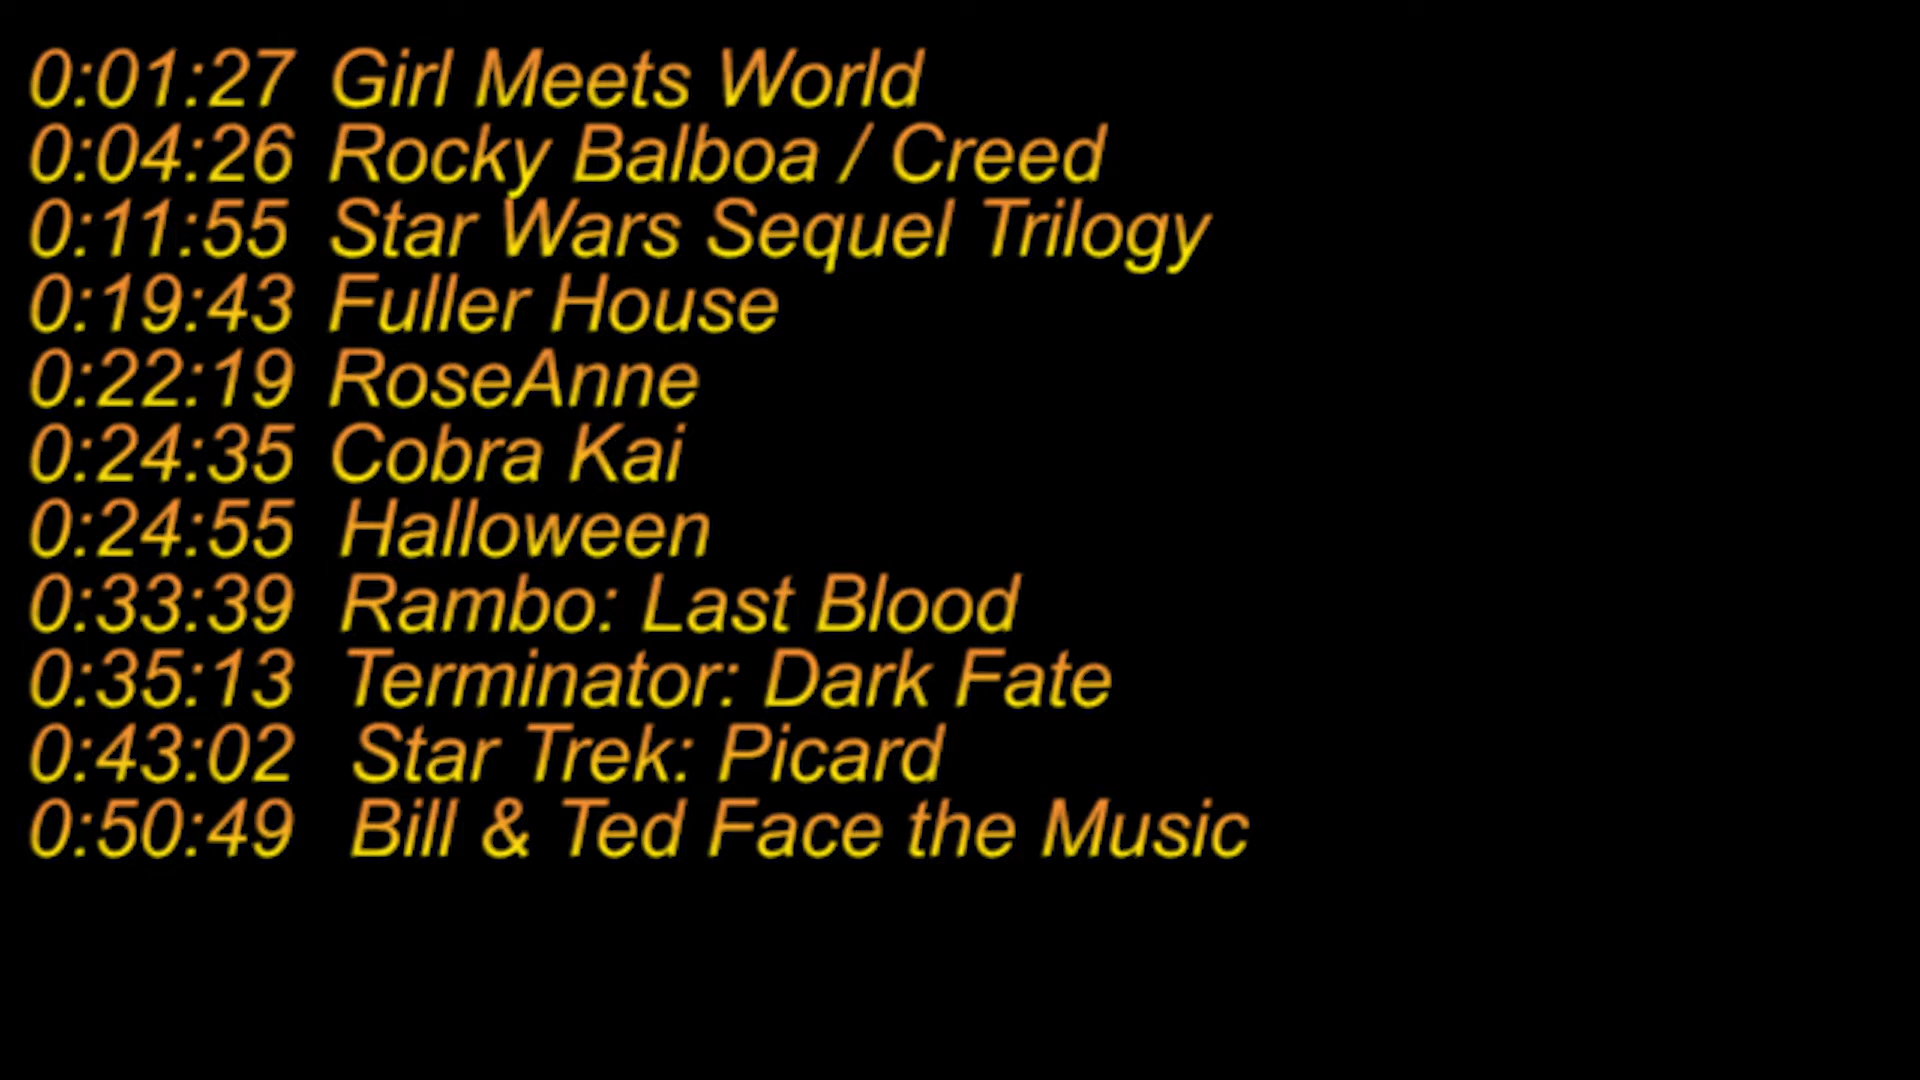 0:01:27 Girl Meets World
0:04:26 Rocky Balboa / Creed
0:11:55 Star Wars Sequel Trilogy
0:19:43 Fuller House
0:22:19 RoseAnne
0:24:35 Cobra Kai
0:24:55 Halloween
0:33:39 Rambo: Last Blood
0:35:13 Terminator: Dark Fate
0:43:02 Star Trek: Picard
0:50:49 Bill & Ted Face the Music